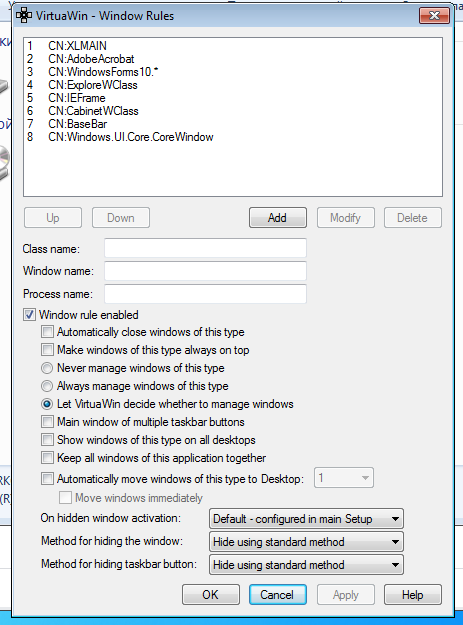 VirtuaWin - Window Rules
1 CN:XLMAIN
2 CN:AdobeAcrobat
3 CN:WindowsForms10.*
4 CN:ExploreWClass
5 CN:IEFrame
6 CN:CabinetWClass
7 CN:BaseBar
8 CN:Windows.UI.Core.CoreWindow
Up Down Add Modify Delete
Class name:
Window name:
Process name:
Window rule enabled
Automatically close windows of this type
Make windows of this type always on top
Never manage windows of this type
Always manage windows of this type
Let VirtuaWin decide whether to manage windows
Main window of multiple taskbar buttons
Show windows of this type on all desktops
Keep all windows of this application together
Automatically move windows of this type to Desktop: 1
Move windows immediately
On hidden window activation: Default - configured in main Setup
Method for hiding the window: Hide using standard method
Method for hiding taskbar button: Hide using standard method
OK Cancel Apply Help